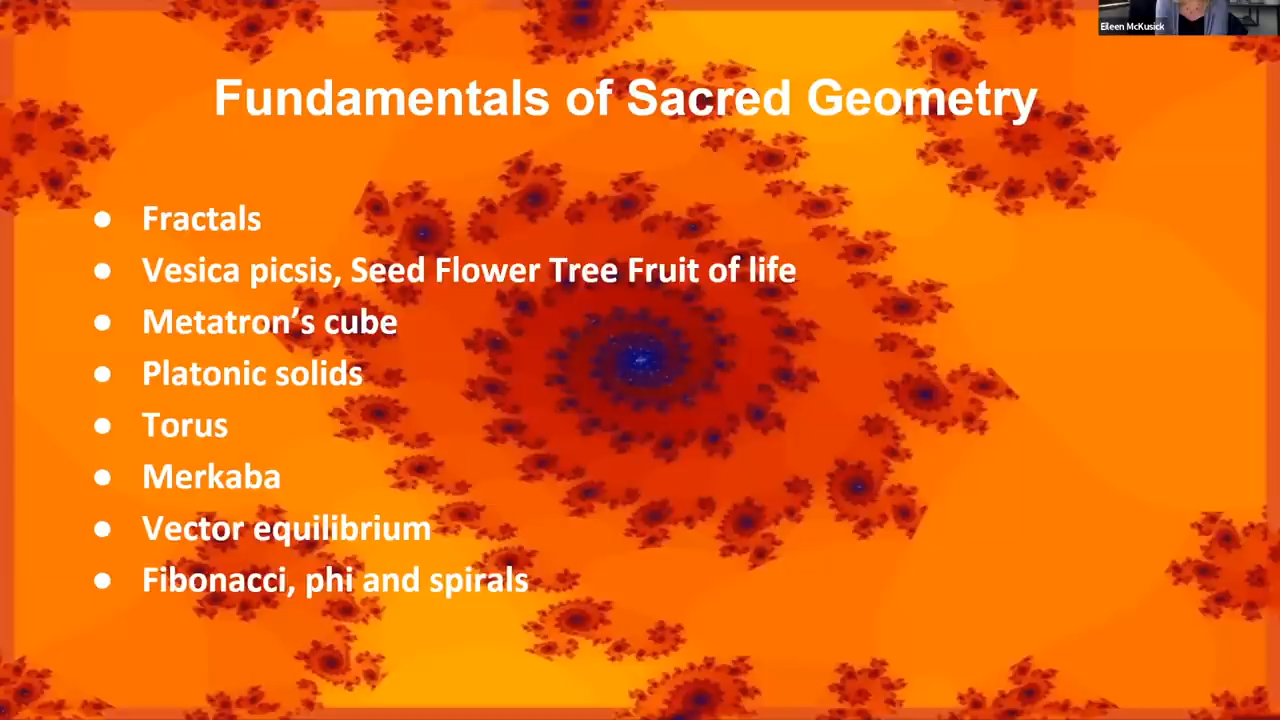 Eileen McKusick
Fundamentals of Sacred Geometry
● Fractals
● Vesica picsis, Seed Flower Tree Fruit of life
● Metatron’s cube
● Platonic solids
● Torus
● Merkaba
● Vector equilibrium
● Fibonacci, phi and spirals